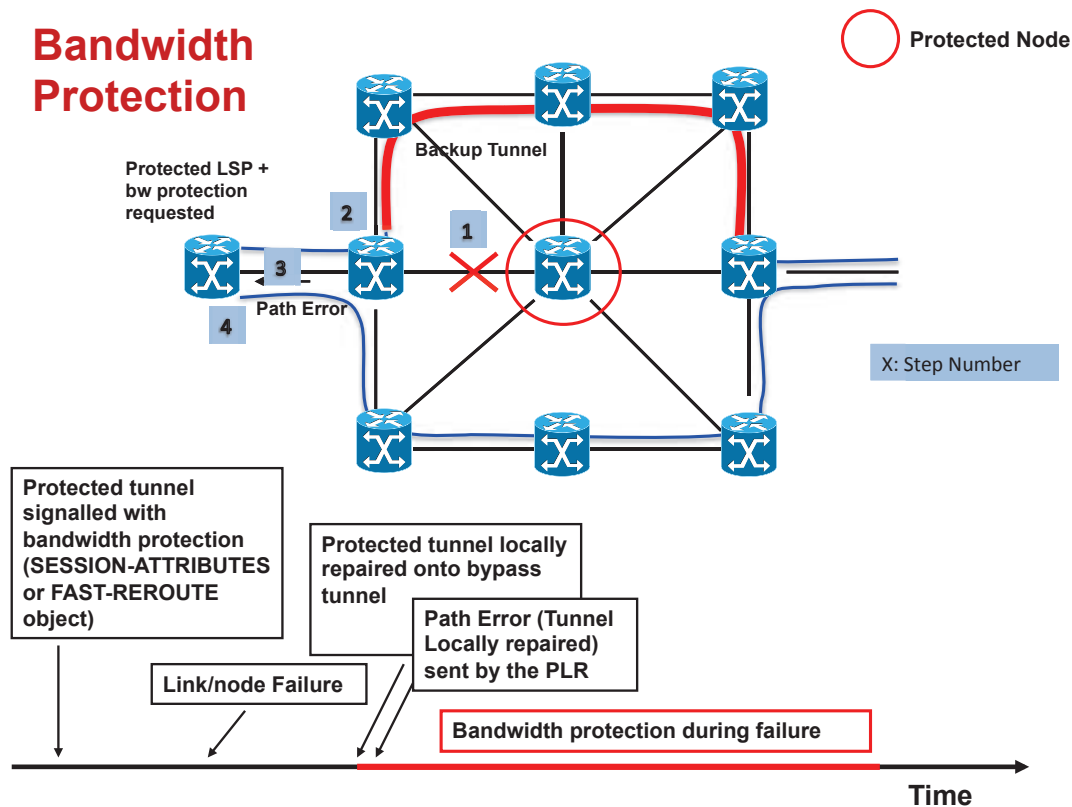 Bandwidth
Protection
Protected Node
Backup Tunnel
Protected LSP +
bw protection
requested
2
1
3
Path Error
4
X: Step Number
Protected tunnel
signalled with
bandwidth protection
(SESSION-ATTRIBUTES
or FAST-REROUTE
object)
Protected tunnel locally
repaired onto bypass
tunnel
Path Error (Tunnel
Locally repaired)
sent by the PLR
Link/node Failure
Bandwidth protection during failure
Time